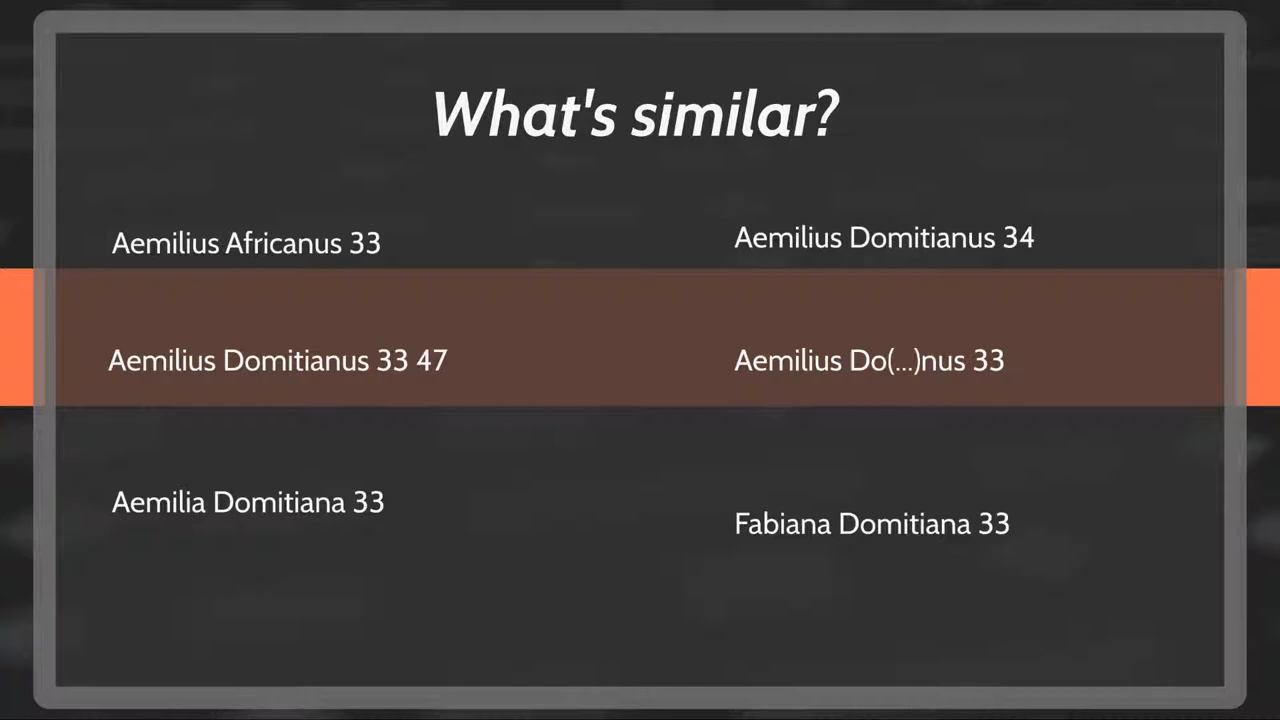 What's similar?
Aemilius Africanus 33
Aemilius Domitianus 34
Aemilius Domitianus 33 47
Aemilius Do(...)nus 33
Aemilia Domitiana 33
Fabiana Domitiana 33